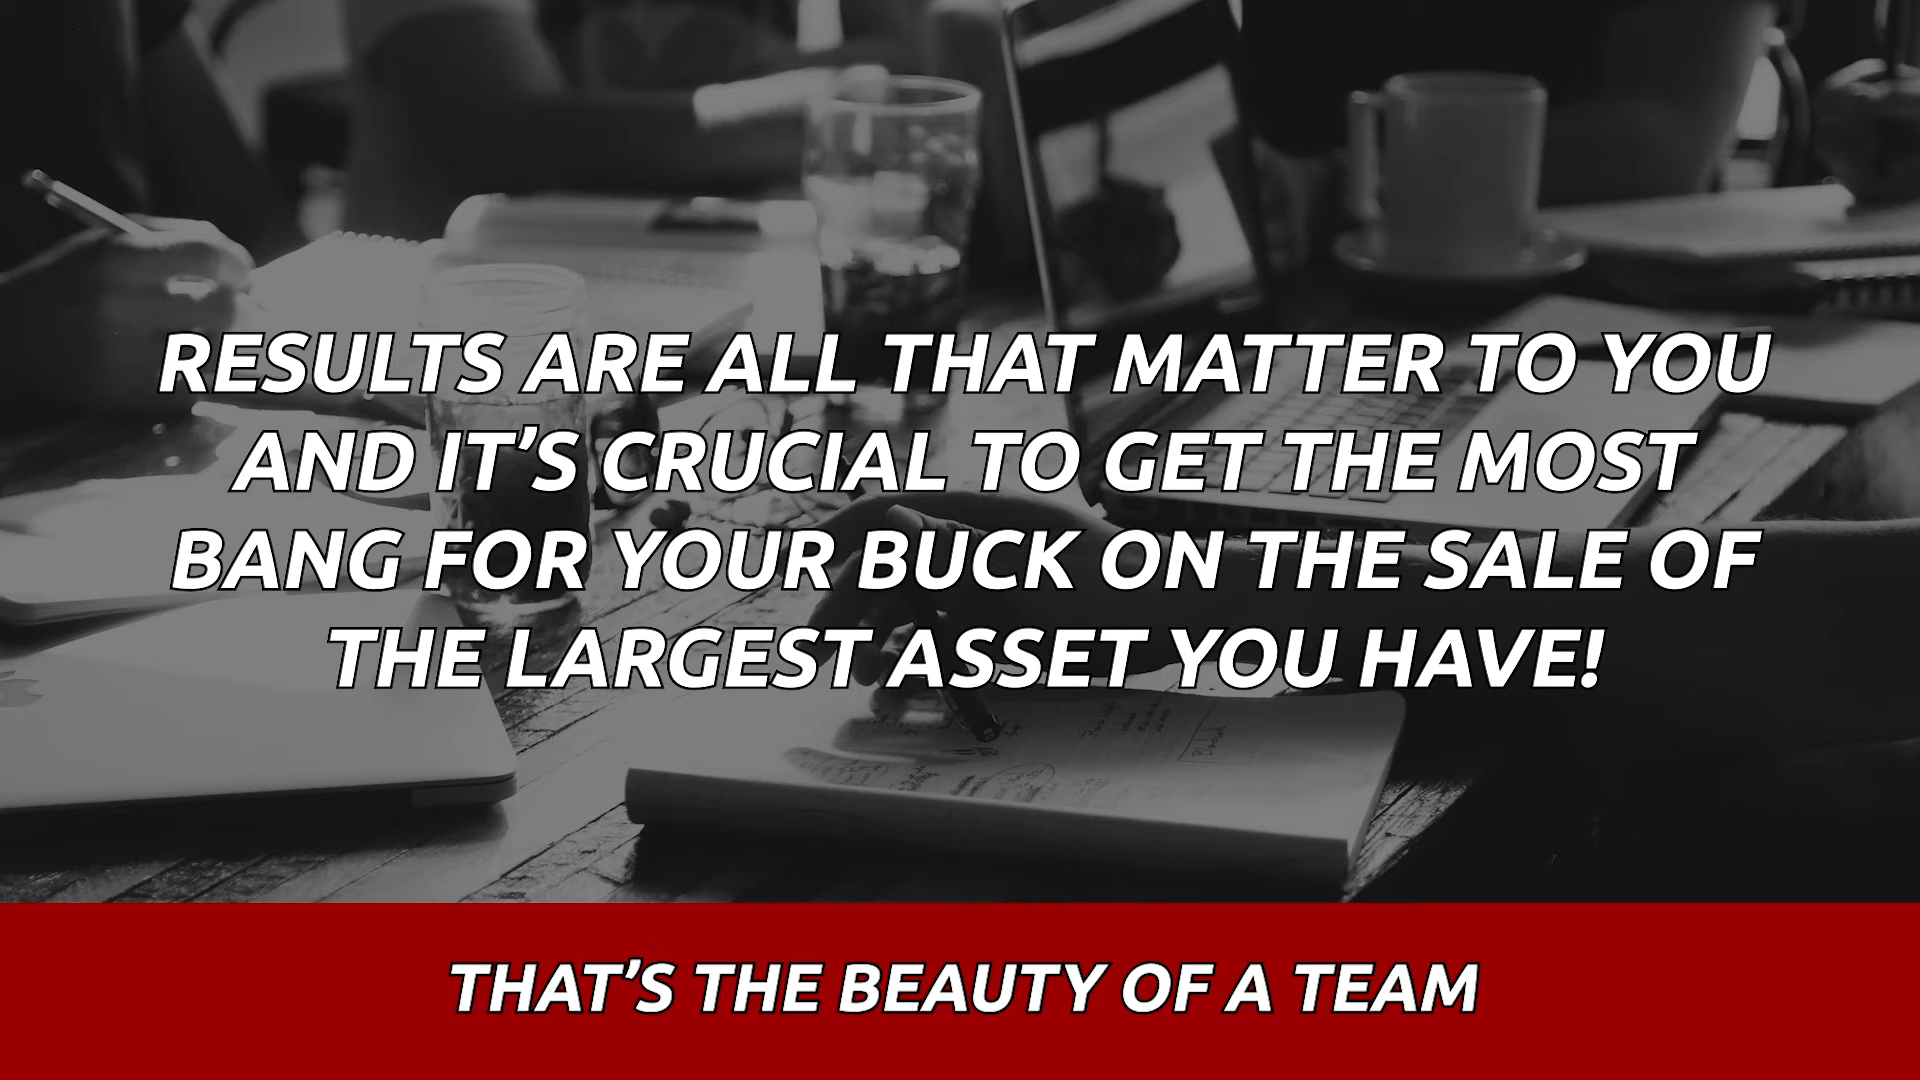 RESULTS ARE ALL THAT MATTER TO YOU
AND IT’S CRUCIAL TO GET THE MOST
BANG FOR YOUR BUCK ON THE SALE OF
THE LARGEST ASSET YOU HAVE!
THAT’S THE BEAUTY OF A TEAM